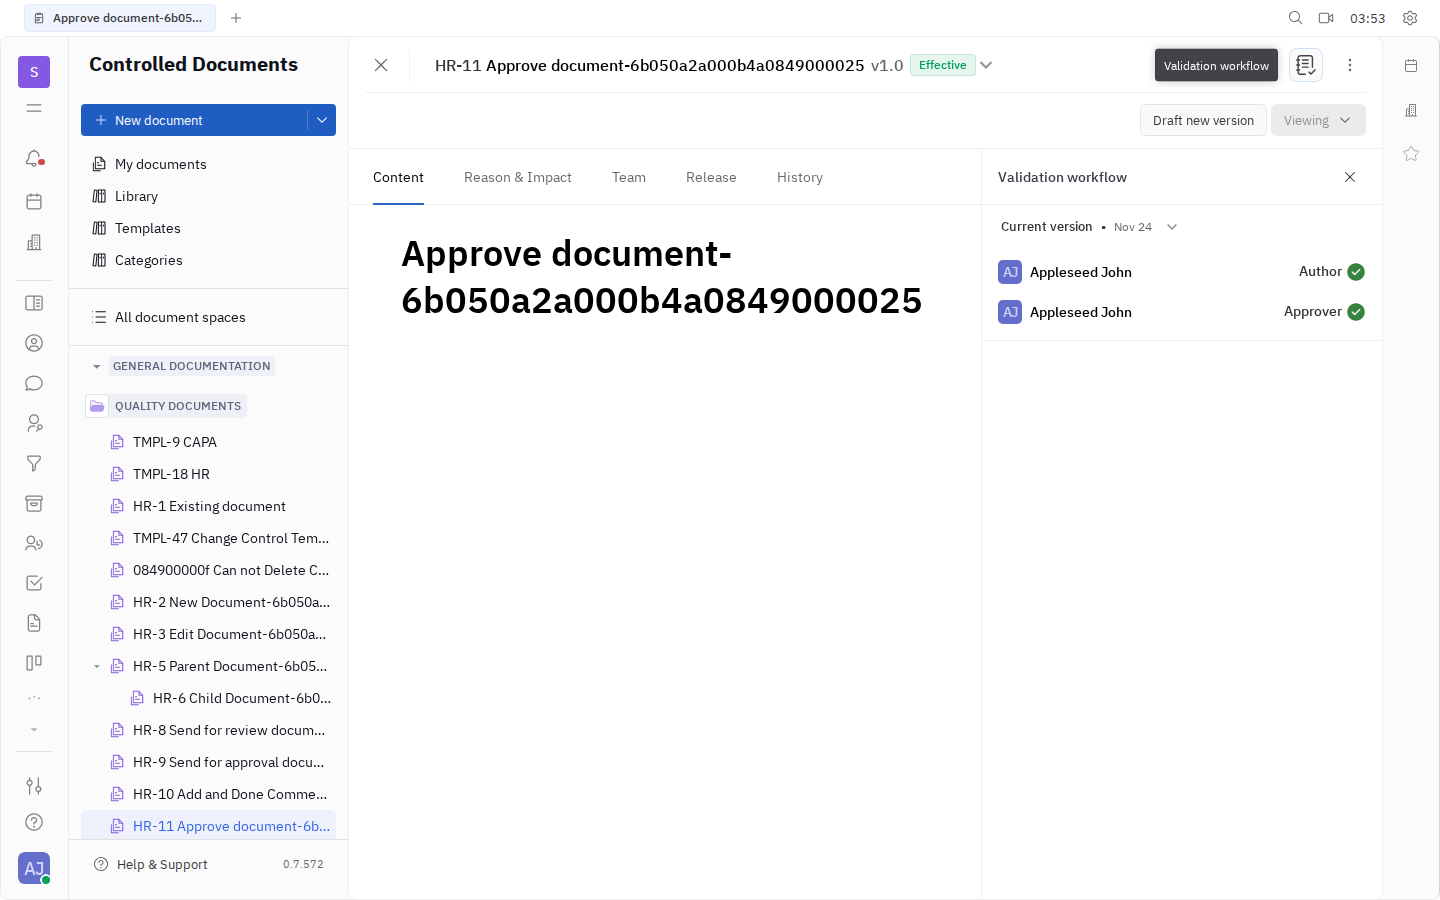 Approve document-6b05...
03:53
S
Controlled Documents
New document
My documents
Library
Templates
Categories
All document spaces
GENERAL DOCUMENTATION
QUALITY DOCUMENTS
TMPL-9 CAPA
TMPL-18 HR
HR-1 Existing document
TMPL-47 Change Control Tem...
084900000f Can not Delete C...
HR-2 New Document-6b050a...
HR-3 Edit Document-6b050a...
HR-5 Parent Document-6b05...
HR-6 Child Document-6b0...
HR-8 Send for review docum...
HR-9 Send for approval docu...
HR-10 Add and Done Comme...
HR-11 Approve document-6b...
Help & Support 0.7.572
AJ
HR-11 Approve document-6b050a2a000b4a0849000025 v1.0 Effective
Validation workflow
Draft new version Viewing
Content Reason & Impact Team Release History
Approve document-
6b050a2a000b4a0849000025
Validation workflow
Current version • Nov 24
AJ Appleseed John Author
AJ Appleseed John Approver